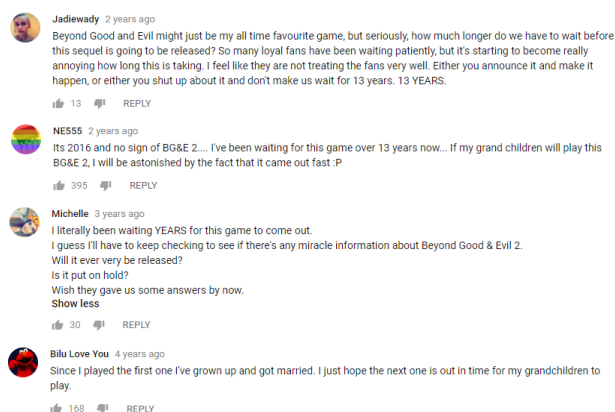 Jadiewady 2 years ago
Beyond Good and Evil might just be my all time favourite game, but seriously, how much longer do we have to wait before
this sequel is going to be released? So many loyal fans have been waiting patiently, but it's starting to become really
annoying how long this is taking. I feel like they are not treating the fans very well. Either you announce it and make it
happen, or either you shut up about it and don't make us wait for 13 years. 13 YEARS.
13 REPLY
NE555 2 years ago
Its 2016 and no sign of BG&E 2.... I've been waiting for this game over 13 years now... If my grand children will play this
BG&E 2, I will be astonished by the fact that it came out fast :P
395 REPLY
Michelle 3 years ago
I literally been waiting YEARS for this game to come out.
I guess I'll have to keep checking to see if there's any miracle information about Beyond Good & Evil 2.
Will it ever very be released?
Is it put on hold?
Wish they gave us some answers by now.
Show less
30 REPLY
Bilu Love You 4 years ago
Since I played the first one I've grown up and got married. I just hope the next one is out in time for my grandchildren to
play.
168 REPLY